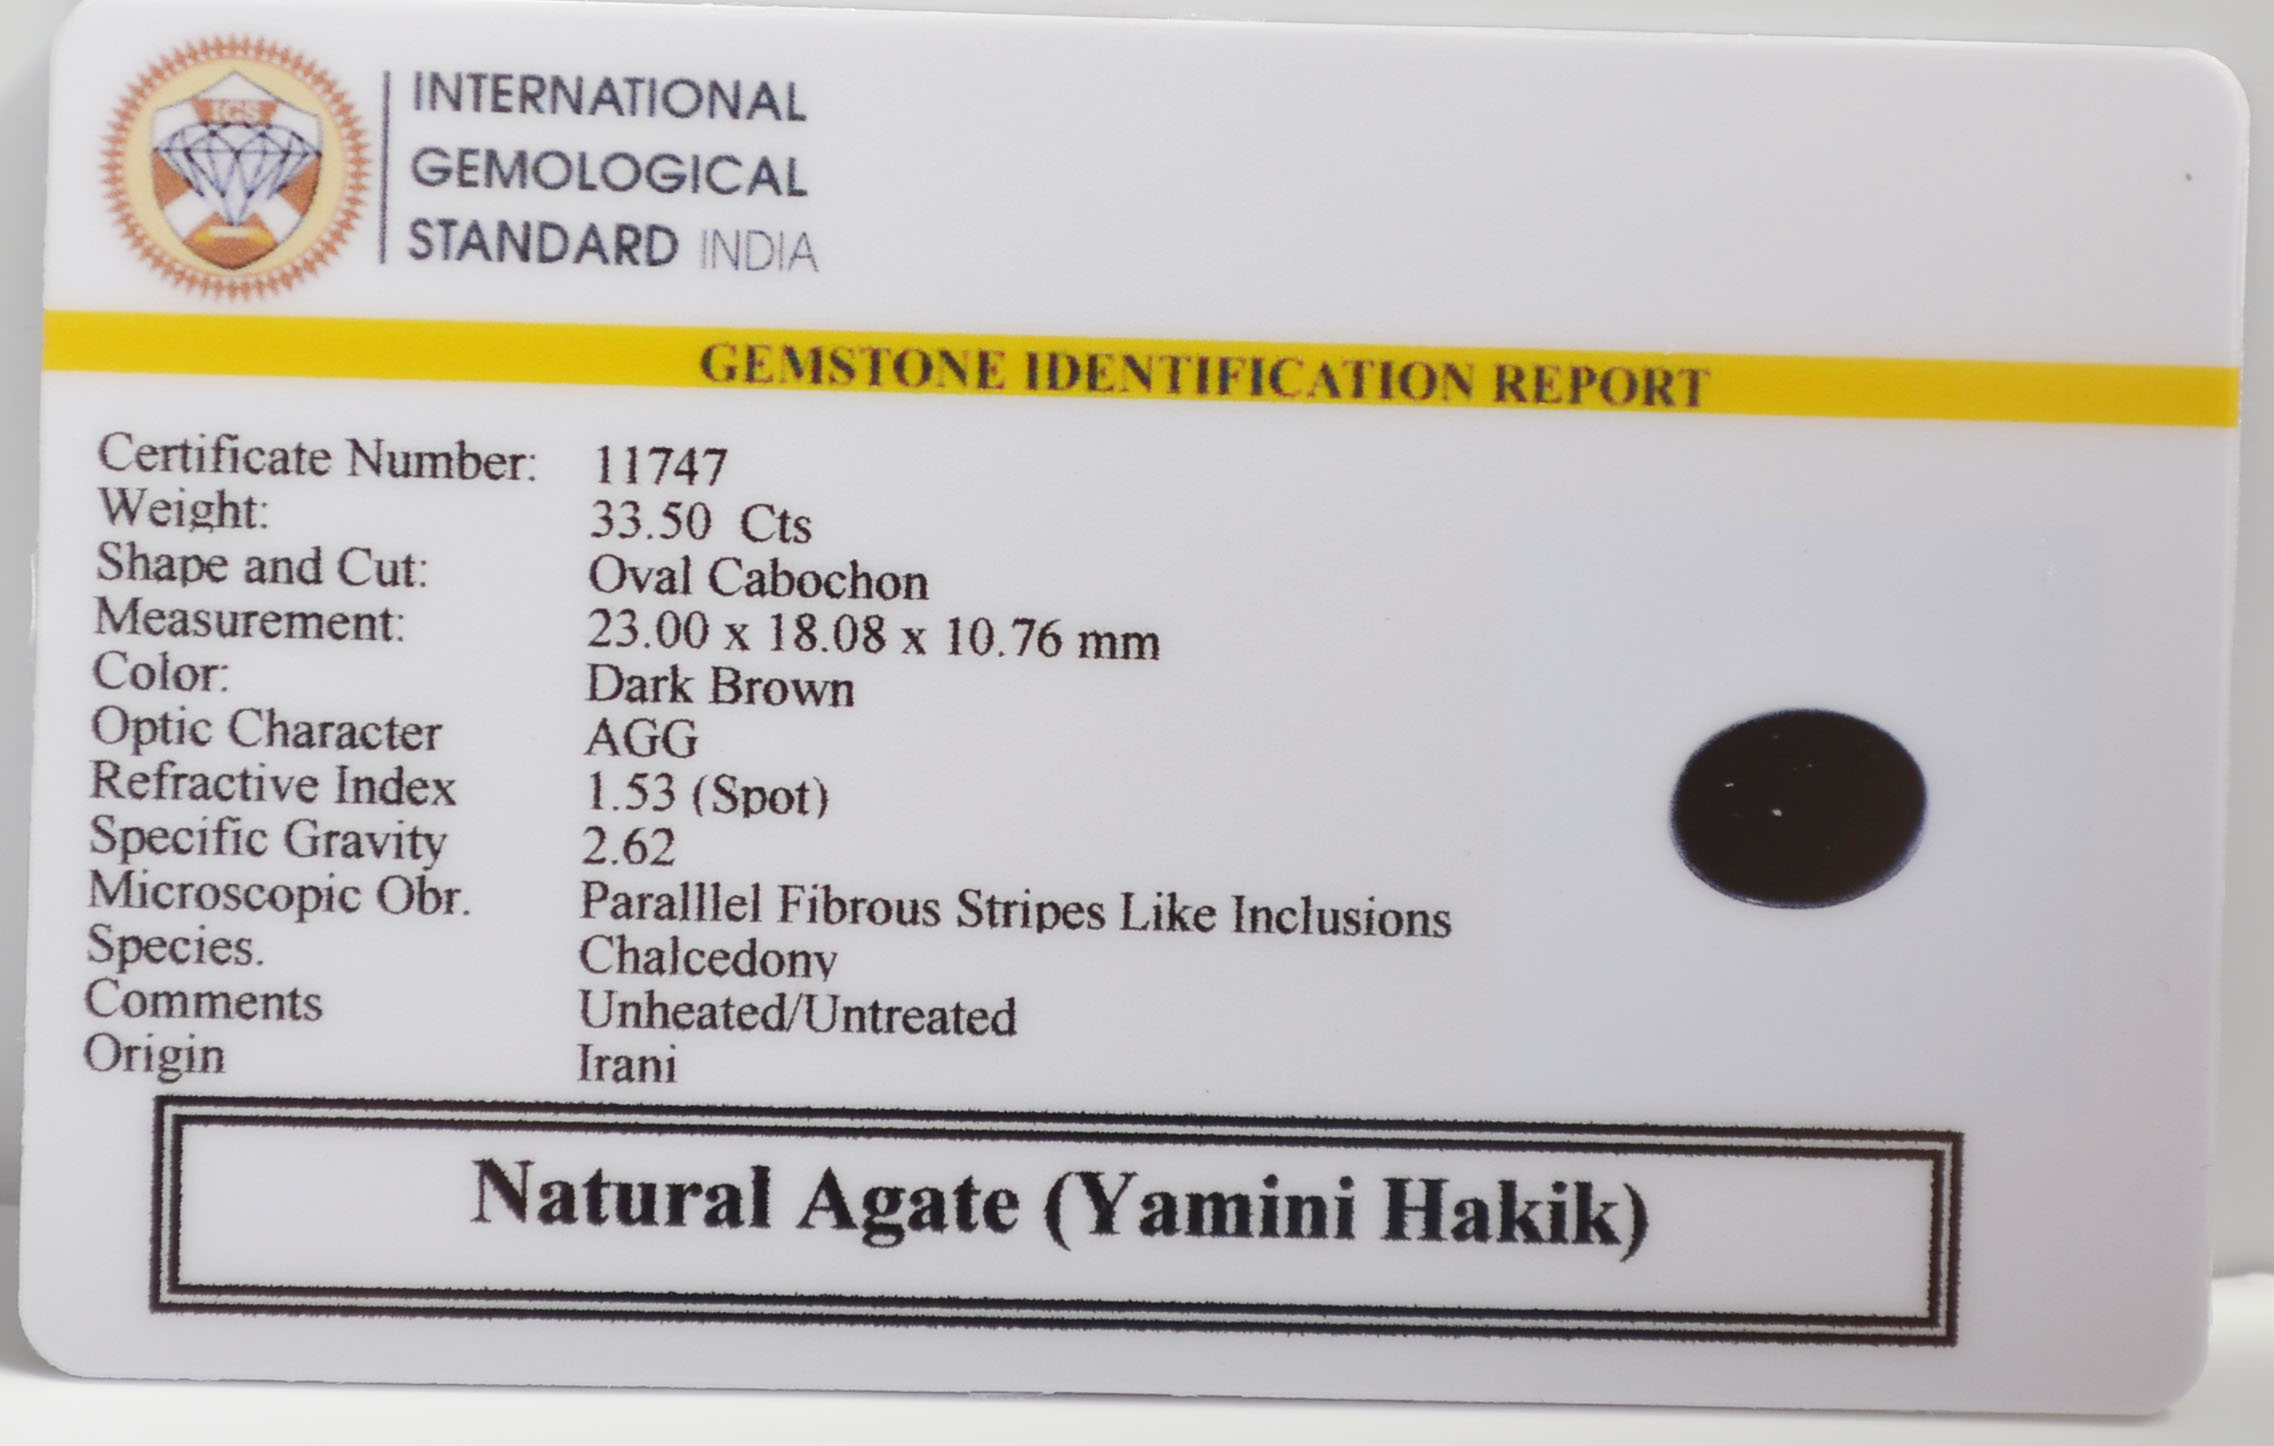 IGS
INTERNATIONAL
GEMOLOGICAL
STANDARD INDIA
GEMSTONE IDENTIFICATION REPORT
Certificate Number: 11747
Weight: 33.50 Cts
Shape and Cut: Oval Cabochon
Measurement: 23.00 x 18.08 x 10.76 mm
Color: Dark Brown
Optic Character AGG
Refractive Index 1.53 (Spot)
Specific Gravity 2.62
Microscopic Obr. Paralllel Fibrous Stripes Like Inclusions
Species. Chalcedony
Comments Unheated/Untreated
Origin Irani
Natural Agate (Yamini Hakik)